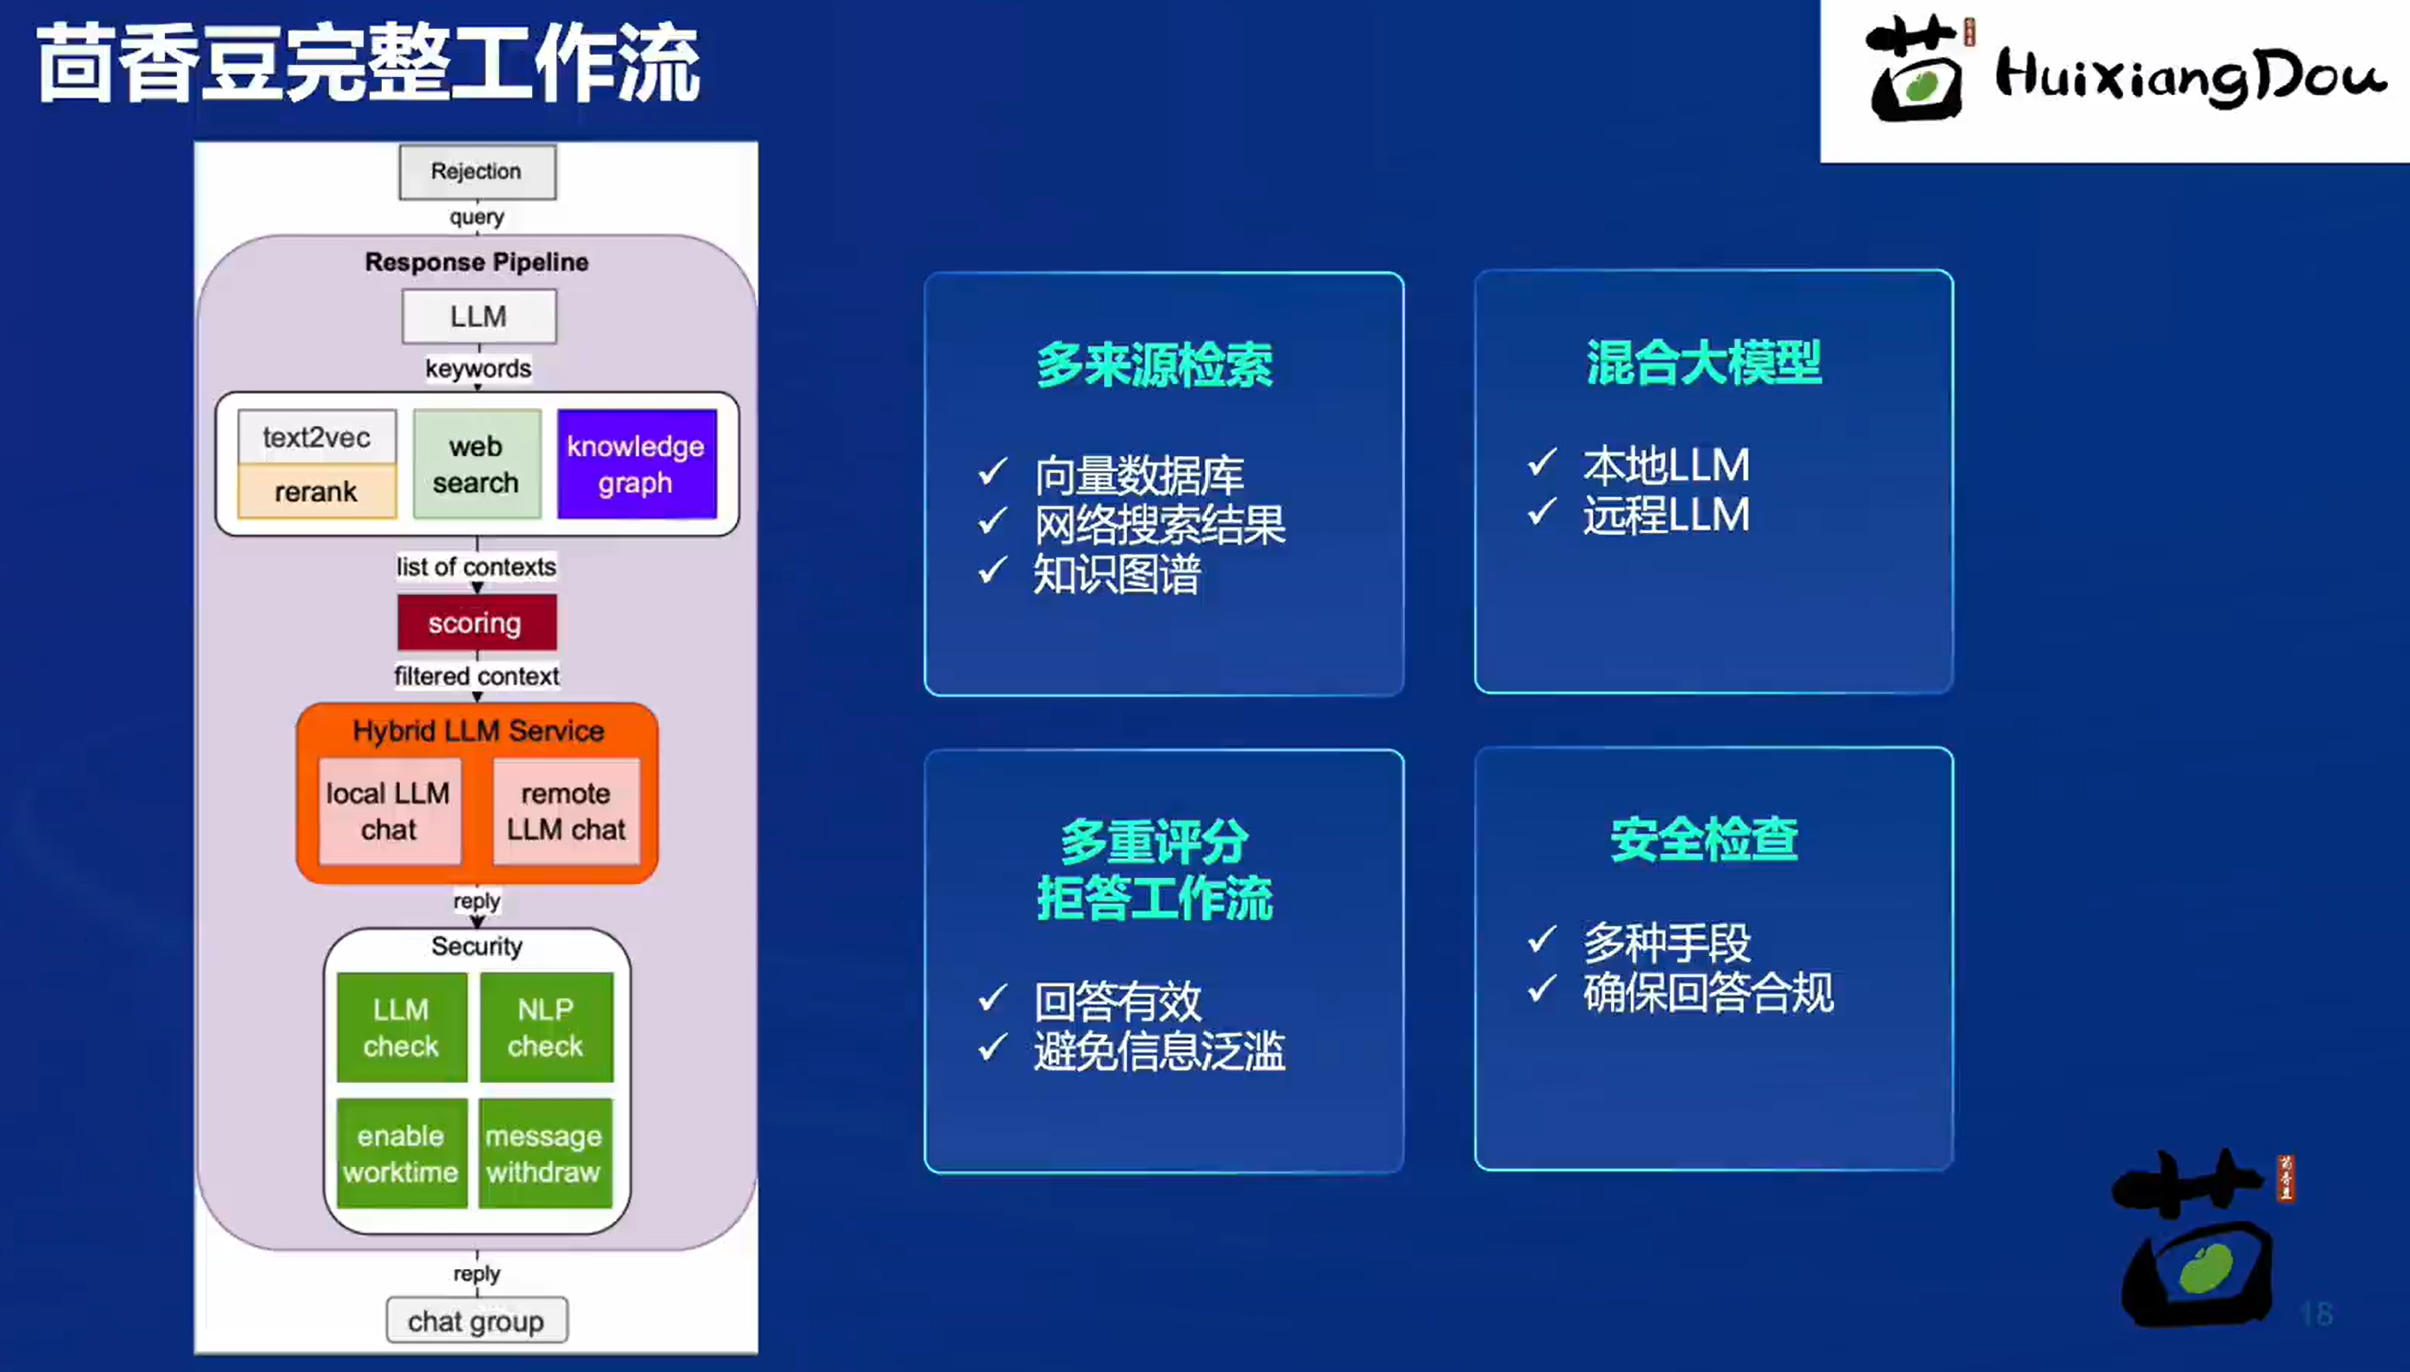 茴香豆完整工作流
HuiXiangDou
Rejection
query
Response Pipeline
LLM
keywords
text2vec
rerank
web
search
knowledge
graph
list of contexts
scoring
filtered context
Hybrid LLM Service
local LLM
chat
remote
LLM chat
reply
Security
LLM
check
NLP
check
enable
worktime
message
withdraw
reply
chat group
多来源检索
✓ 向量数据库
✓ 网络搜索结果
✓ 知识图谱
混合大模型
✓ 本地LLM
✓ 远程LLM
多重评分
拒答工作流
✓ 回答有效
✓ 避免信息泛滥
安全检查
✓ 多种手段
✓ 确保回答合规
茴香豆
18